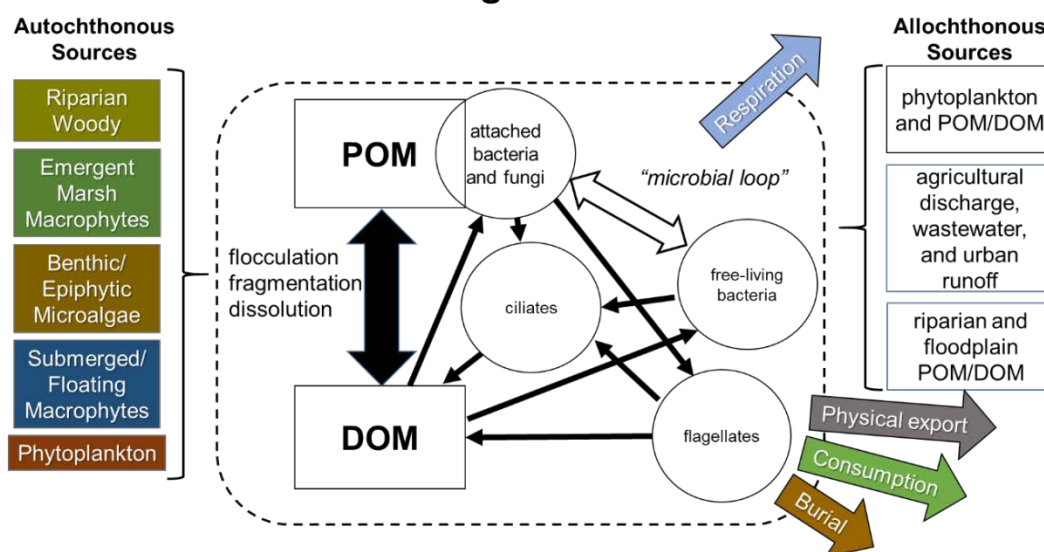 Autochthonous
Sources
Riparian
Woody
Emergent
Marsh
Macrophytes
Benthic/
Epiphytic
Microalgae
Submerged/
Floating
Macrophytes
Phytoplankton
POM
attached
bacteria
and fungi
flocculation
fragmentation
dissolution
DOM
ciliates
"microbial loop"
free-living
bacteria
flagellates
Respiration
Allochthonous
Sources
phytoplankton
and POM/DOM
agricultural
discharge,
wastewater,
and urban
runoff
riparian and
floodplain
POM/DOM
Physical export
Consumption
Burial